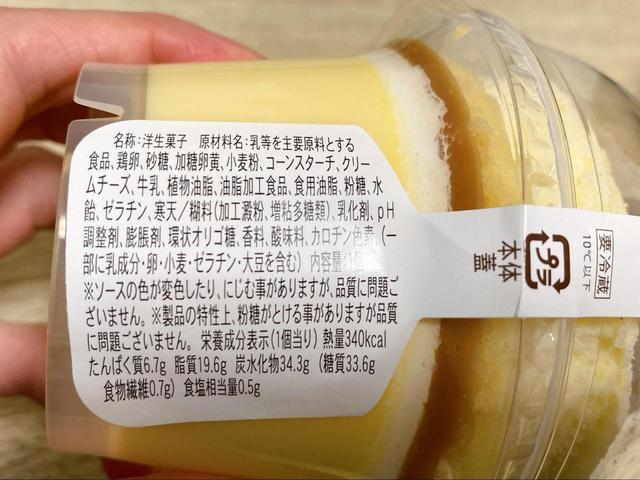 名称:洋生菓子 原材料名:乳等を主要原料とする
食品、鶏卵、砂糖、加糖卵黄、小麦粉、コーンスターチ、クリー
ムチーズ、牛乳、植物油脂、油脂加工食品、食用油脂、粉糖、水
飴、ゼラチン、寒天/糊料(加工澱粉、増粘多糖類)、乳化剤、pH
調整剤、膨脹剤、環状オリゴ糖、香料、酸味料、カロチン色素、(一
部に乳成分・卵・小麦・ゼラチン・大豆を含む) 内容量:1個
※ソースの色が変色したり、にじむ事がありますが、品質に問題ご
ざいません。※製品の特性上、粉糖がとける事がありますが品質
に問題ございません。 栄養成分表示(1個当り) 熱量340kcal
たんぱく質6.7g 脂質19.6g 炭水化物34.3g (糖質33.6g
食物繊維0.7g) 食塩相当量0.5g
プラ
本体
蓋
要冷蔵
10℃以下